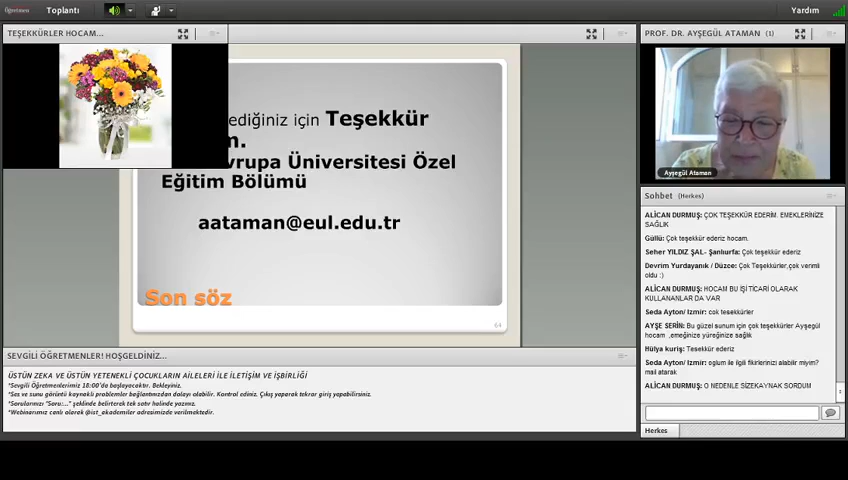 Öğretmen Toplantı Yardım
TEŞEKKÜRLER HOCAM...
ediğiniz için Teşekkür
m.
vrupa Üniversitesi Özel
Eğitim Bölümü
aataman@eul.edu.tr
Son söz
64
PROF. DR. AYŞEGÜL ATAMAN (1)
Ayşegül Ataman
Sohbet (Herkes)
ALİCAN DURMUŞ: ÇOK TEŞEKKÜR EDERİM. EMEKLERİNİZE
SAĞLIK
Güllü: Çok teşekkür ederiz hocam.
Seher YILDIZ ŞAL- Şanlıurfa: Çok teşekkür ederiz
Devrim Yurdayanık / Düzce: Çok Teşekkürler,çok verimli
oldu :)
ALİCAN DURMUŞ: HOCAM BU İŞİ TİCARİ OLARAK
KULLANANLAR DA VAR
Seda Ayton/ Izmir: cok tesekkürler
AYŞE SERİN: Bu güzel sunum için çok teşekkürler Ayşegül
hocam ,emeğinize yüreğinize sağlık
Hülya kuriş: Tesekkür ederiz
Seda Ayton/ Izmir: oglum ile ilgili fikirlerinizi alabilir miyim?
mail atarak
ALİCAN DURMUŞ: O NEDENLE SİZEKAYNAK SORDUM
Herkes
SEVGİLİ ÖĞRETMENLER! HOŞGELDİNİZ...
ÜSTÜN ZEKA VE ÜSTÜN YETENEKLİ ÇOCUKLARIN AİLELERİ İLE İLETİŞİM VE İŞBİRLİĞİ
*Sevgili Öğretmenlerimiz 18:00'da başlayacaktır. Bekleyiniz.
*Ses ve sunu görüntü kaynaklı problemler bağlantınızdan dolayı olabilir. Kontrol ediniz. Çıkış yaparak tekrar giriş yapabilirsiniz.
*Sorularınızı "Soru:..." şeklinde belirterek tek satır halinde yazınız.
*Webinarımız canlı olarak @ist_akademiler adresimizde verilmektedir.